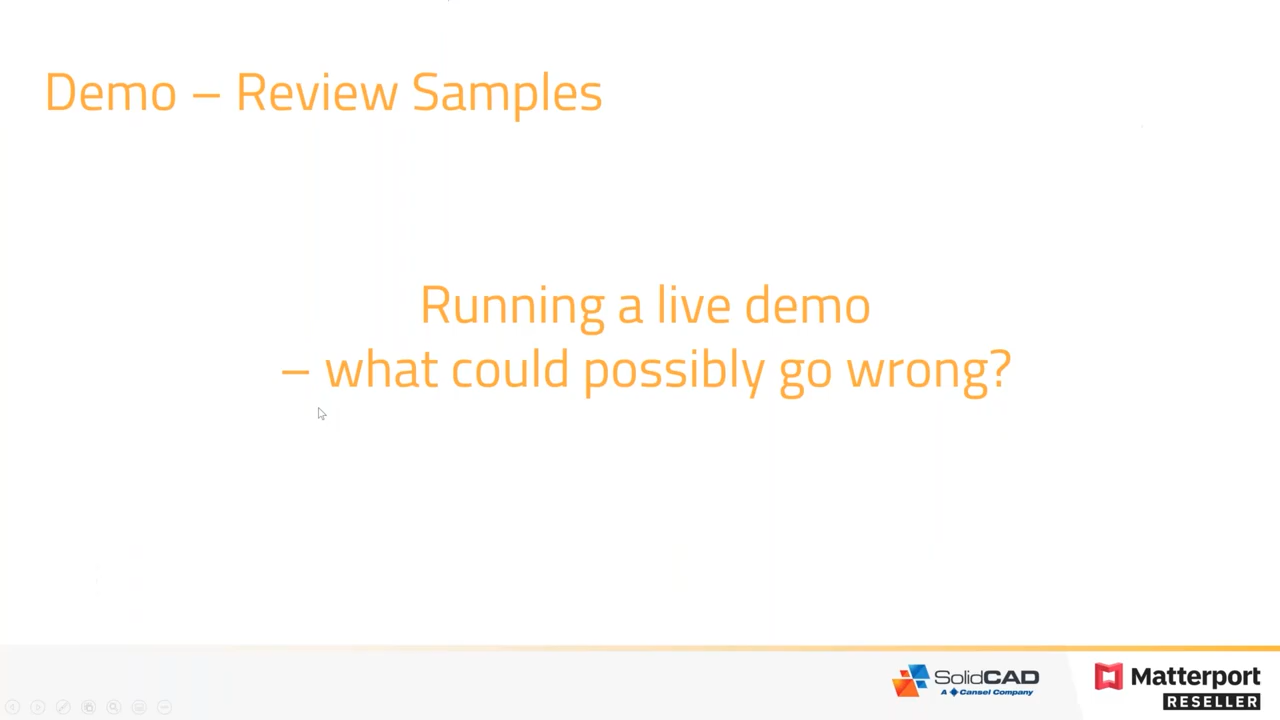 Demo – Review Samples
Running a live demo
– what could possibly go wrong?
SolidCAD
A Cansel Company
Matterport
RESELLER